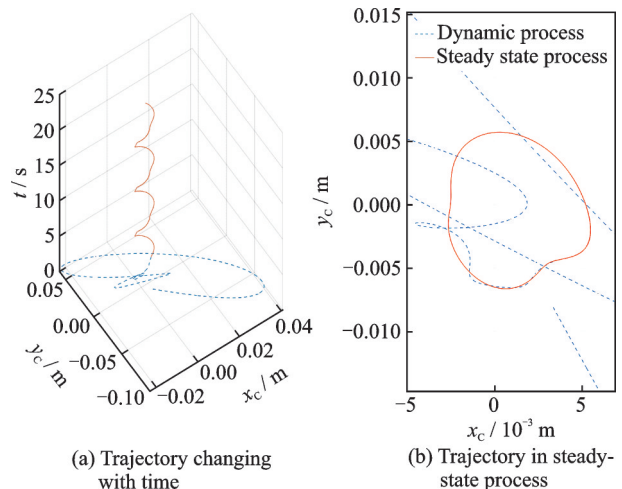 25
20
15
10
5
0
t / s
0.05
0.00
−0.05
−0.10
y_C / m
−0.02
0.00
0.02
0.04
x_C / m
(a) Trajectory changing
with time
0.015
0.010
0.005
0.000
−0.005
−0.010
y_C / m
Dynamic process
Steady state process
−5
0
5
x_C / 10⁻³ m
(b) Trajectory in steady-
state process